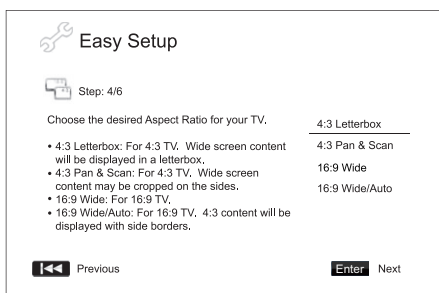 Easy Setup
Step: 4/6
Choose the desired Aspect Ratio for your TV.
• 4:3 Letterbox: For 4:3 TV. Wide screen content
will be displayed in a letterbox.
• 4:3 Pan & Scan: For 4:3 TV. Wide screen
content may be cropped on the sides.
• 16:9 Wide: For 16:9 TV.
• 16:9 Wide/Auto: For 16:9 TV. 4:3 content will be
displayed with side borders.
4:3 Letterbox
4:3 Pan & Scan
16:9 Wide
16:9 Wide/Auto
Previous
Enter Next